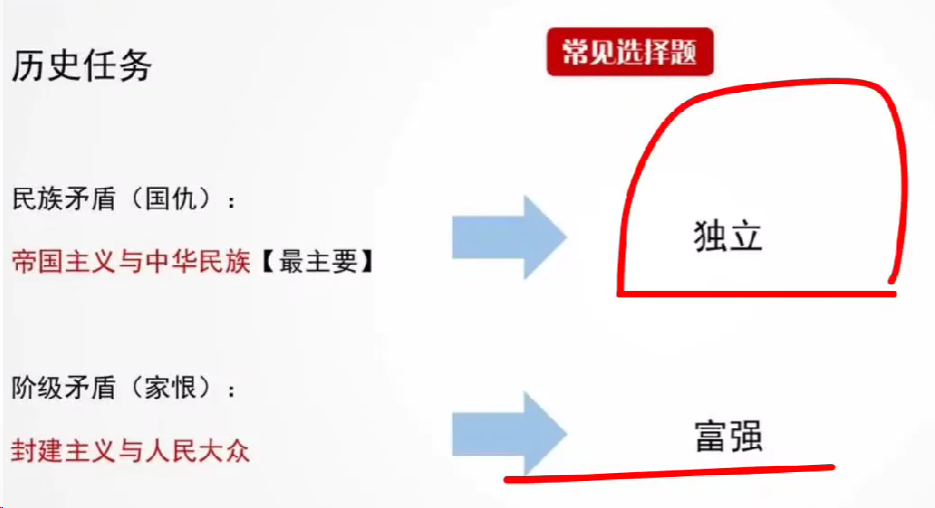 历史任务
常见选择题
民族矛盾（国仇）：
帝国主义与中华民族【最主要】
独立
阶级矛盾（家恨）：
封建主义与人民大众
富强